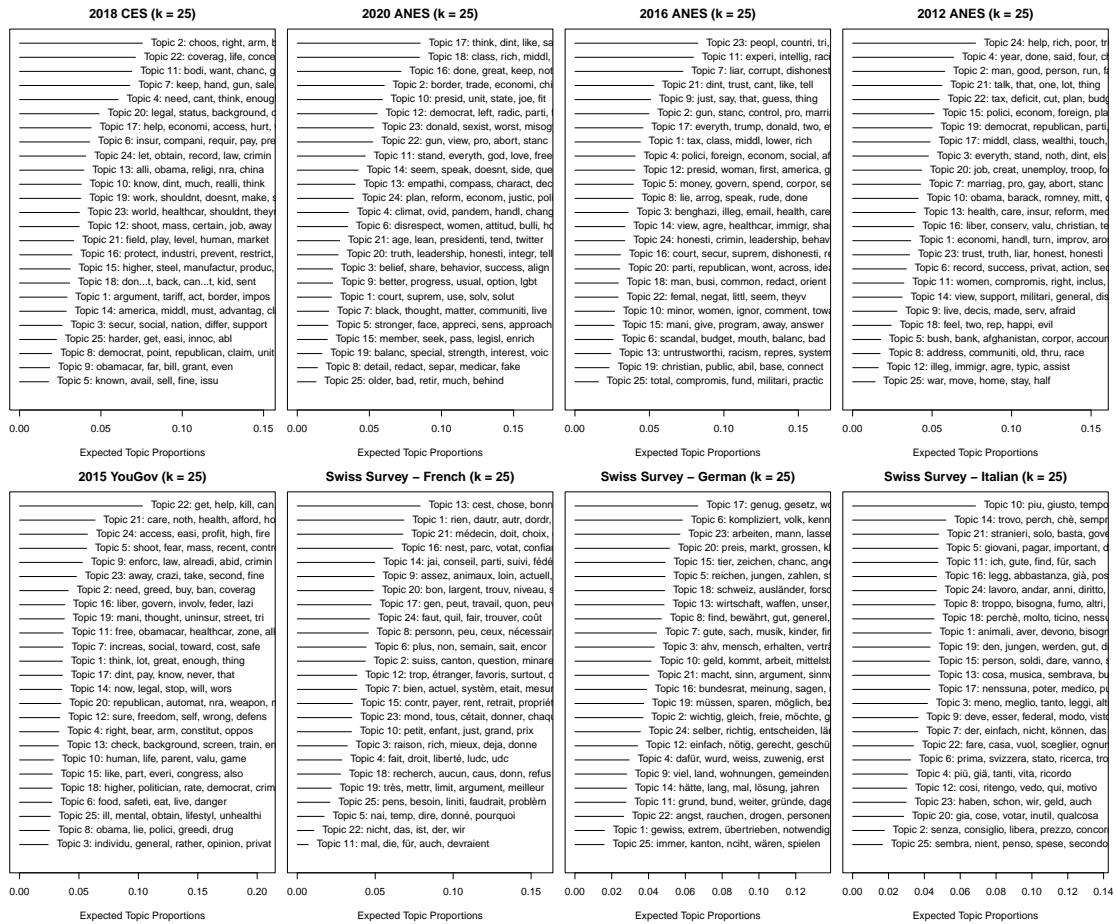 2018 CES (k = 25)
Topic 2: choos, right, arm,
Topic 22: coverag, life, conce
Topic 11: bodi, want, chanc, g
Topic 7: keep, hand, gun, sale
Topic 4: need, cant, think, enoug
Topic 20: legal, status, background,
Topic 17: help, economi, access, hurt,
Topic 6: insur, compani, requir, pay, pre
Topic 24: let, obtain, record, law, crimin
Topic 13: alli, obama, religi, nra, china
Topic 10: know, dint, much, realli, think
Topic 19: work, shouldnt, doesnt, make, s
Topic 23: world, healthcar, shouldnt, they
Topic 12: shoot, mass, certain, job, away
Topic 21: field, play, level, human, market
Topic 16: protect, industri, prevent, restrict,
Topic 15: higher, steel, manufactur, produc,
Topic 18: don...t, back, can...t, kid, sent
Topic 1: argument, tariff, act, border, impos
Topic 14: america, middl, must, advantag, cl
Topic 3: secur, social, nation, differ, support
Topic 25: harder, get, easi, innoc, abl
Topic 8: democrat, point, republican, claim, unit
Topic 9: obamacar, far, bill, grant, even
Topic 5: known, avail, sell, fine, issu
0.00 0.05 0.10 0.15
Expected Topic Proportions
2020 ANES (k = 25)
Topic 17: think, dint, like, sa
Topic 18: class, rich, middl,
Topic 16: done, great, keep, not
Topic 2: border, trade, economi, chi
Topic 10: presid, unit, state, joe, fit
Topic 12: democrat, left, radic, parti,
Topic 23: donald, sexist, worst, misog
Topic 22: gun, view, pro, abort, stanc
Topic 11: stand, everyth, god, love, free
Topic 14: seem, speak, doesnt, side, que
Topic 13: empathi, compass, charact, dec
Topic 24: plan, reform, econom, justic, poli
Topic 4: climat, ovid, pandem, handl, chang
Topic 6: disrespect, women, attitud, bulli, ho
Topic 21: age, lean, presidenti, tend, twitter
Topic 20: truth, leadership, honesti, integr, tell
Topic 3: belief, share, behavior, success, align
Topic 9: better, progress, usual, option, lgbt
Topic 1: court, suprem, use, solv, solut
Topic 7: black, thought, matter, communiti, live
Topic 5: stronger, face, appreci, sens, approach
Topic 15: member, seek, pass, legisl, enrich
Topic 19: balanc, special, strength, interest, voic
Topic 8: detail, redact, separ, medicar, fake
Topic 25: older, bad, retir, much, behind
0.00 0.05 0.10 0.15
Expected Topic Proportions
2016 ANES (k = 25)
Topic 23: peopl, countri, tri,
Topic 11: experi, intellig, raci
Topic 7: liar, corrupt, dishonest
Topic 21: dint, trust, cant, like, tell
Topic 9: just, say, that, guess, thing
Topic 2: gun, stanc, control, pro, marri
Topic 17: everyth, trump, donald, two, e
Topic 1: tax, class, middl, lower, rich
Topic 4: polici, foreign, econom, social, af
Topic 12: presid, woman, first, america, g
Topic 5: money, govern, spend, corpor, se
Topic 8: lie, arrog, speak, rude, done
Topic 3: benghazi, illeg, email, health, care
Topic 14: view, agre, healthcar, immigr, shar
Topic 24: honesti, crimin, leadership, behav
Topic 16: court, secur, suprem, dishonesti, r
Topic 20: parti, republican, wont, across, idea
Topic 18: man, busi, common, redact, orient
Topic 22: femal, negat, littl, seem, theyv
Topic 10: minor, women, ignor, comment, tow
Topic 15: mani, give, program, away, answer
Topic 6: scandal, budget, mouth, balanc, bad
Topic 13: untrustworthi, racism, repres, system
Topic 19: christian, public, abil, base, connect
Topic 25: total, compromis, fund, militari, practic
0.00 0.05 0.10 0.15
Expected Topic Proportions
2012 ANES (k = 25)
Topic 24: help, rich, poor, tr
Topic 4: year, done, said, four, c
Topic 2: man, good, person, run, f
Topic 21: talk, that, one, lot, thing
Topic 22: tax, deficit, cut, plan, budg
Topic 15: polici, econom, foreign, pla
Topic 19: democrat, republican, parti,
Topic 17: middl, class, wealthi, touch,
Topic 3: everyth, stand, noth, dint, els
Topic 20: job, creat, unemploy, troop, fo
Topic 7: marriag, pro, gay, abort, stanc
Topic 10: obama, barack, romney, mitt, c
Topic 13: health, care, insur, reform, med
Topic 16: liber, conserv, valu, christian, te
Topic 1: economi, handl, turn, improv, aro
Topic 23: trust, truth, liar, honest, honesti
Topic 6: record, success, privat, action, sec
Topic 11: women, compromis, right, inclus,
Topic 14: view, support, militari, general, dis
Topic 9: live, decis, made, serv, afraid
Topic 18: feel, two, rep, happi, evil
Topic 5: bush, bank, afghanistan, corpor, accoun
Topic 8: address, communiti, old, thru, race
Topic 12: illeg, immigr, agre, typic, assist
Topic 25: war, move, home, stay, half
0.00 0.05 0.10 0.15
Expected Topic Proportions
2015 YouGov (k = 25)
Topic 22: get, help, kill, can
Topic 21: care, noth, health, afford, ho
Topic 24: access, easi, profit, high, fire
Topic 5: shoot, fear, mass, recent, contr
Topic 9: enforc, law, alreadi, abid, crimin
Topic 23: away, crazi, take, second, fine
Topic 2: need, greed, buy, ban, coverag
Topic 16: liber, govern, involv, feder, lazi
Topic 19: mani, thought, uninsur, street, tri
Topic 11: free, obamacar, healthcar, zone, all
Topic 7: increas, social, toward, cost, safe
Topic 1: think, lot, great, enough, thing
Topic 17: dint, pay, know, never, that
Topic 14: now, legal, stop, will, wors
Topic 20: republican, automat, nra, weapon, r
Topic 12: sure, freedom, self, wrong, defens
Topic 4: right, bear, arm, constitut, oppos
Topic 13: check, background, screen, train, en
Topic 10: human, life, parent, valu, game
Topic 15: like, part, everi, congress, also
Topic 18: higher, politician, rate, democrat, crim
Topic 6: food, safeti, eat, live, danger
Topic 25: ill, mental, obtain, lifestyl, unhealthi
Topic 8: obama, lie, polici, greedi, drug
Topic 3: individu, general, rather, opinion, privat
0.00 0.05 0.10 0.15 0.20
Expected Topic Proportions
Swiss Survey – French (k = 25)
Topic 13: cest, chose, bonn
Topic 1: rien, dautr, autr, dordr,
Topic 21: médecin, doit, choix,
Topic 16: nest, parc, votat, confia
Topic 14: jai, conseil, parti, suivi, fédé
Topic 9: assez, animaux, loin, actuell,
Topic 20: bon, largent, trouv, niveau, s
Topic 17: gen, peut, travail, quon, peuv
Topic 24: faut, quil, fair, trouver, coût
Topic 8: personn, peu, ceux, nécessair
Topic 6: plus, non, semain, sait, encor
Topic 2: suiss, canton, question, minare
Topic 12: trop, étranger, favoris, surtout, c
Topic 7: bien, actuel, systèm, etait, mesur
Topic 15: contr, payer, rent, retrait, propriét
Topic 23: mond, tous, cétait, donner, chaqu
Topic 10: petit, enfant, just, grand, prix
Topic 3: raison, rich, mieux, deja, donne
Topic 4: fait, droit, liberté, ludc, udc
Topic 18: recherch, aucun, caus, donn, refus
Topic 19: très, mettr, limit, argument, meilleur
Topic 25: pens, besoin, liniti, faudrait, problèm
Topic 5: nai, temp, dire, donné, pourquoi
Topic 22: nicht, das, ist, der, wir
Topic 11: mal, die, für, auch, devraient
0.00 0.05 0.10 0.15
Expected Topic Proportions
Swiss Survey – German (k = 25)
Topic 17: genug, gesetz, wo
Topic 6: kompliziert, volk, kenn
Topic 23: arbeiten, mann, lasse
Topic 20: preis, markt, grossen, kl
Topic 15: tier, zeichen, chanc, ange
Topic 5: reichen, jungen, zahlen, st
Topic 18: schweiz, ausländer, forsc
Topic 13: wirtschaft, waffen, unser,
Topic 8: find, bewährt, gut, generel,
Topic 7: gute, sach, musik, kinder, fin
Topic 3: ahv, mensch, erhalten, verträ
Topic 10: geld, kommt, arbeit, mittelst
Topic 21: macht, sinn, argument, sinnv
Topic 16: bundesrat, meinung, sagen,
Topic 19: müssen, sparen, möglich, bez
Topic 2: wichtig, gleich, freie, möchte, g
Topic 24: selber, richtig, entscheiden, lä
Topic 12: einfach, nötig, gerecht, geschü
Topic 4: dafür, wurd, weiss, zuwenig, erst
Topic 9: viel, land, wohnungen, gemeinden
Topic 14: hätte, lang, mal, lösung, jahren
Topic 11: grund, bund, weiter, gründe, dage
Topic 22: angst, rauchen, drogen, personen
Topic 1: gewiss, extrem, übertrieben, notwendig
Topic 25: immer, kanton, nciht, wären, spielen
0.00 0.02 0.04 0.06 0.08 0.10 0.12
Expected Topic Proportions
Swiss Survey – Italian (k = 25)
Topic 10: piu, giusto, tempo
Topic 14: trovo, perch, chè, sempr
Topic 21: stranieri, solo, basta, gove
Topic 5: giovani, pagar, important, d
Topic 11: ich, gute, find, für, sach
Topic 16: legg, abbastanza, già, pos
Topic 24: lavoro, andar, anni, diritto,
Topic 8: troppo, bisogna, fumo, altri,
Topic 18: perchè, molto, ticino, nessu
Topic 1: animali, aver, devono, bisogn
Topic 19: den, jungen, werden, gut, di
Topic 15: person, soldi, dare, vanno, s
Topic 13: cosa, musica, sembrava, bu
Topic 17: nenssuna, poter, medico, pu
Topic 3: meno, meglio, tanto, leggi, alt
Topic 9: deve, esser, federal, modo, vist
Topic 7: der, einfach, nicht, können, das
Topic 22: fare, casa, vuol, sceglier, ognun
Topic 6: prima, svizzera, stato, ricerca, tro
Topic 4: più, giä, tanti, vita, ricordo
Topic 12: cosi, ritengo, vedo, qui, motivo
Topic 23: haben, schon, wir, geld, auch
Topic 20: gia, cose, votar, inutil, qualcosa
Topic 2: senza, consiglio, libera, prezzo, concor
Topic 25: sembra, nient, penso, spese, secondo
0.00 0.02 0.04 0.06 0.08 0.10 0.12 0.14
Expected Topic Proportions